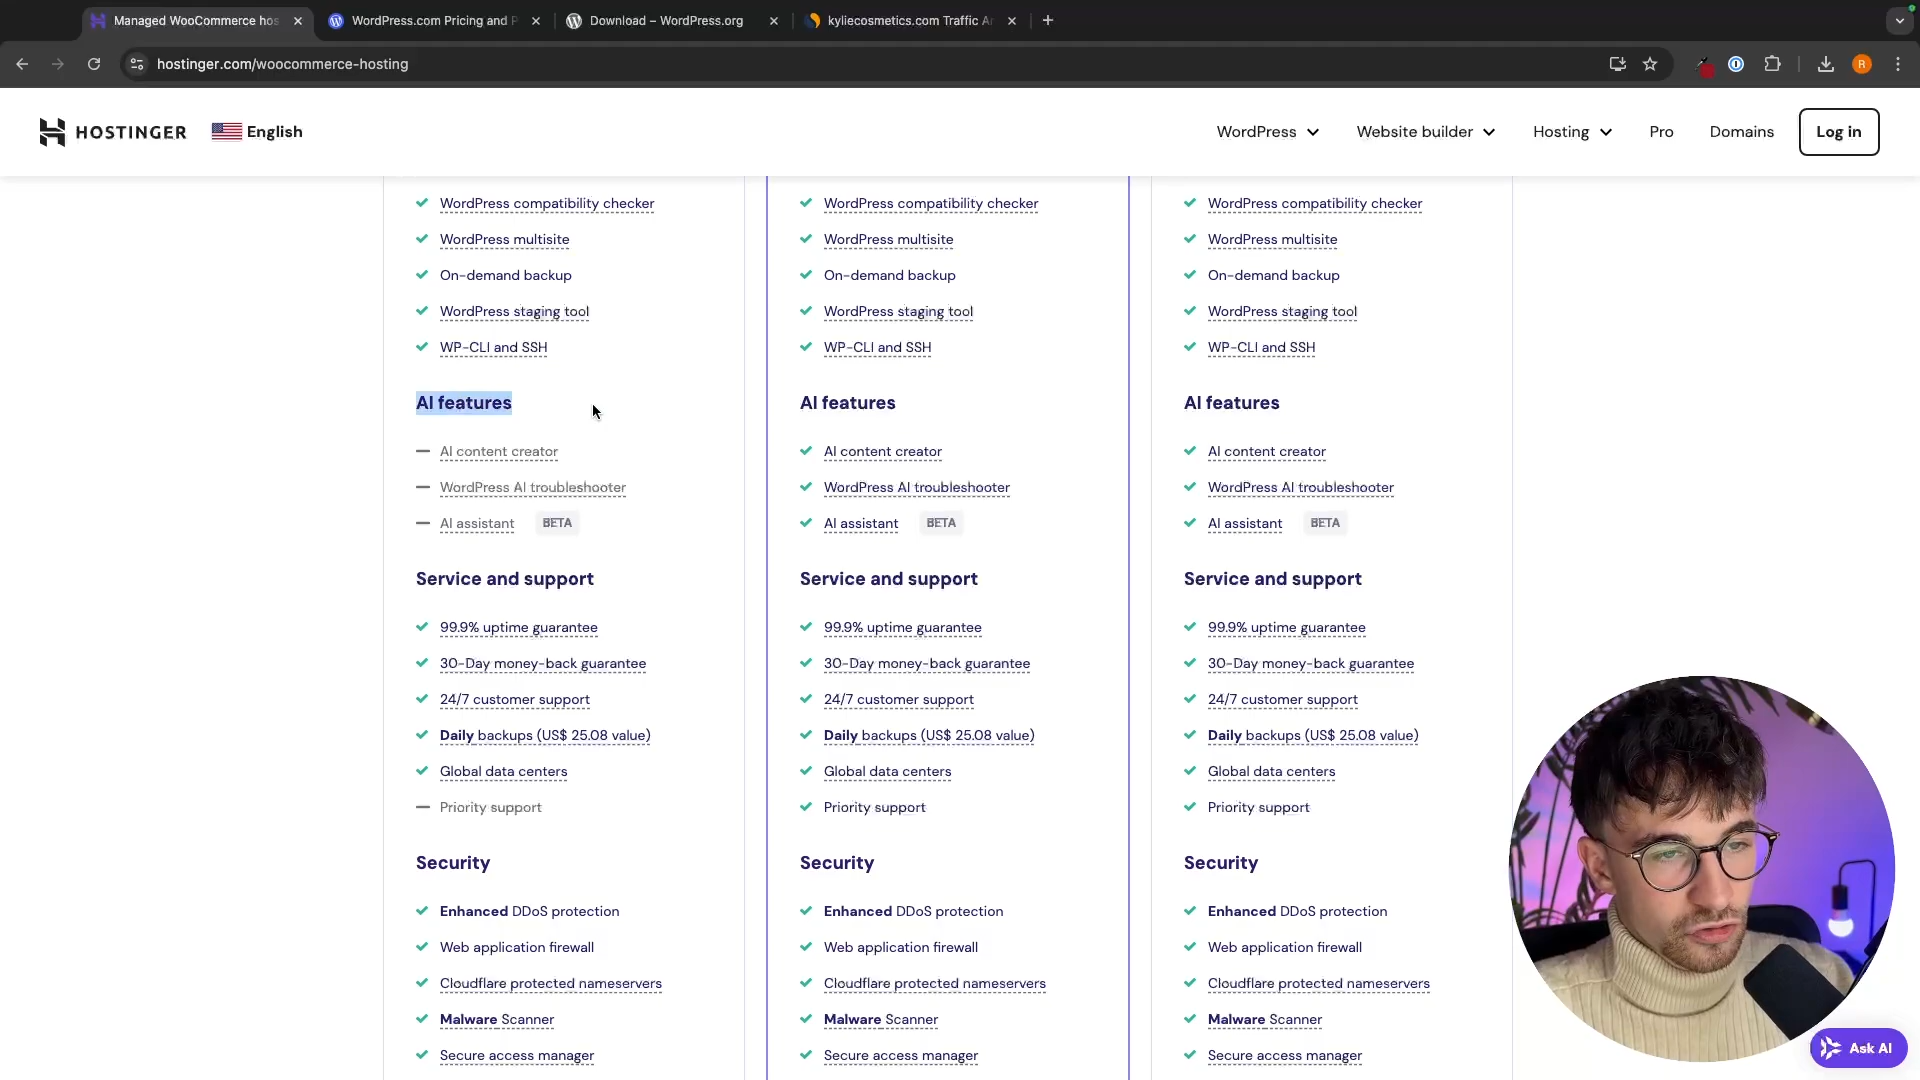 Managed WooCommerce hos
WordPress.com Pricing and P
Download – WordPress.org
kyliecosmetics.com Traffic An
hostinger.com/woocommerce-hosting
R
HOSTINGER
English
WordPress
Website builder
Hosting
Pro
Domains
Log in
WordPress compatibility checker
WordPress multisite
On-demand backup
WordPress staging tool
WP-CLI and SSH
AI features
AI content creator
WordPress AI troubleshooter
AI assistant BETA
Service and support
99.9% uptime guarantee
30-Day money-back guarantee
24/7 customer support
Daily backups (US$ 25.08 value)
Global data centers
Priority support
Security
Enhanced DDoS protection
Web application firewall
Cloudflare protected nameservers
Malware Scanner
Secure access manager
WordPress compatibility checker
WordPress multisite
On-demand backup
WordPress staging tool
WP-CLI and SSH
AI features
AI content creator
WordPress AI troubleshooter
AI assistant BETA
Service and support
99.9% uptime guarantee
30-Day money-back guarantee
24/7 customer support
Daily backups (US$ 25.08 value)
Global data centers
Priority support
Security
Enhanced DDoS protection
Web application firewall
Cloudflare protected nameservers
Malware Scanner
Secure access manager
WordPress compatibility checker
WordPress multisite
On-demand backup
WordPress staging tool
WP-CLI and SSH
AI features
AI content creator
WordPress AI troubleshooter
AI assistant BETA
Service and support
99.9% uptime guarantee
30-Day money-back guarantee
24/7 customer support
Daily backups (US$ 25.08 value)
Global data centers
Priority support
Security
Enhanced DDoS protection
Web application firewall
Cloudflare protected nameservers
Malware Scanner
Secure access manager
Ask AI